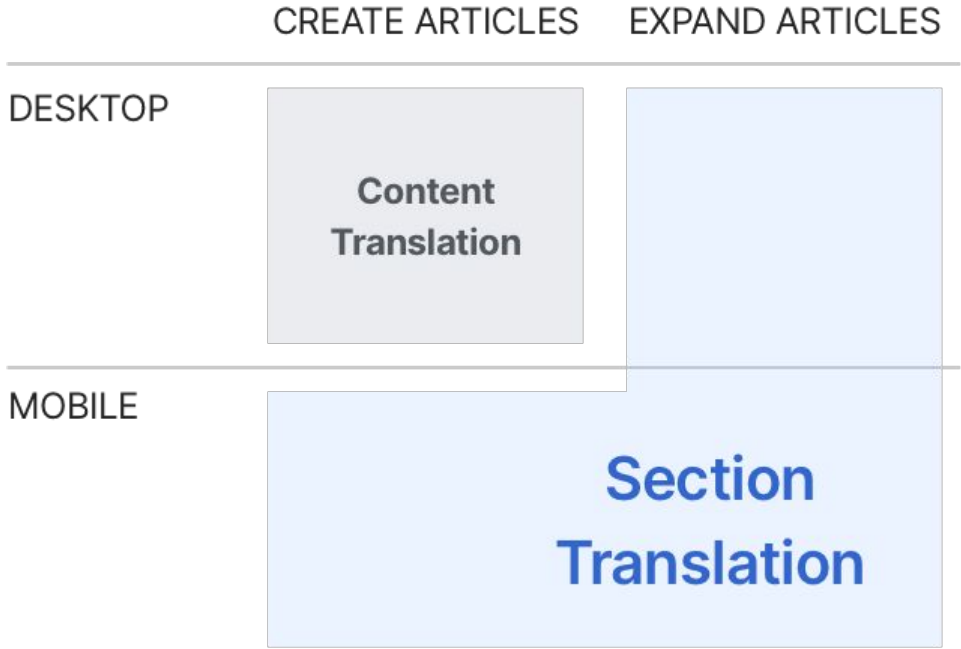 CREATE ARTICLES EXPAND ARTICLES
DESKTOP
Content
Translation
MOBILE
Section
Translation